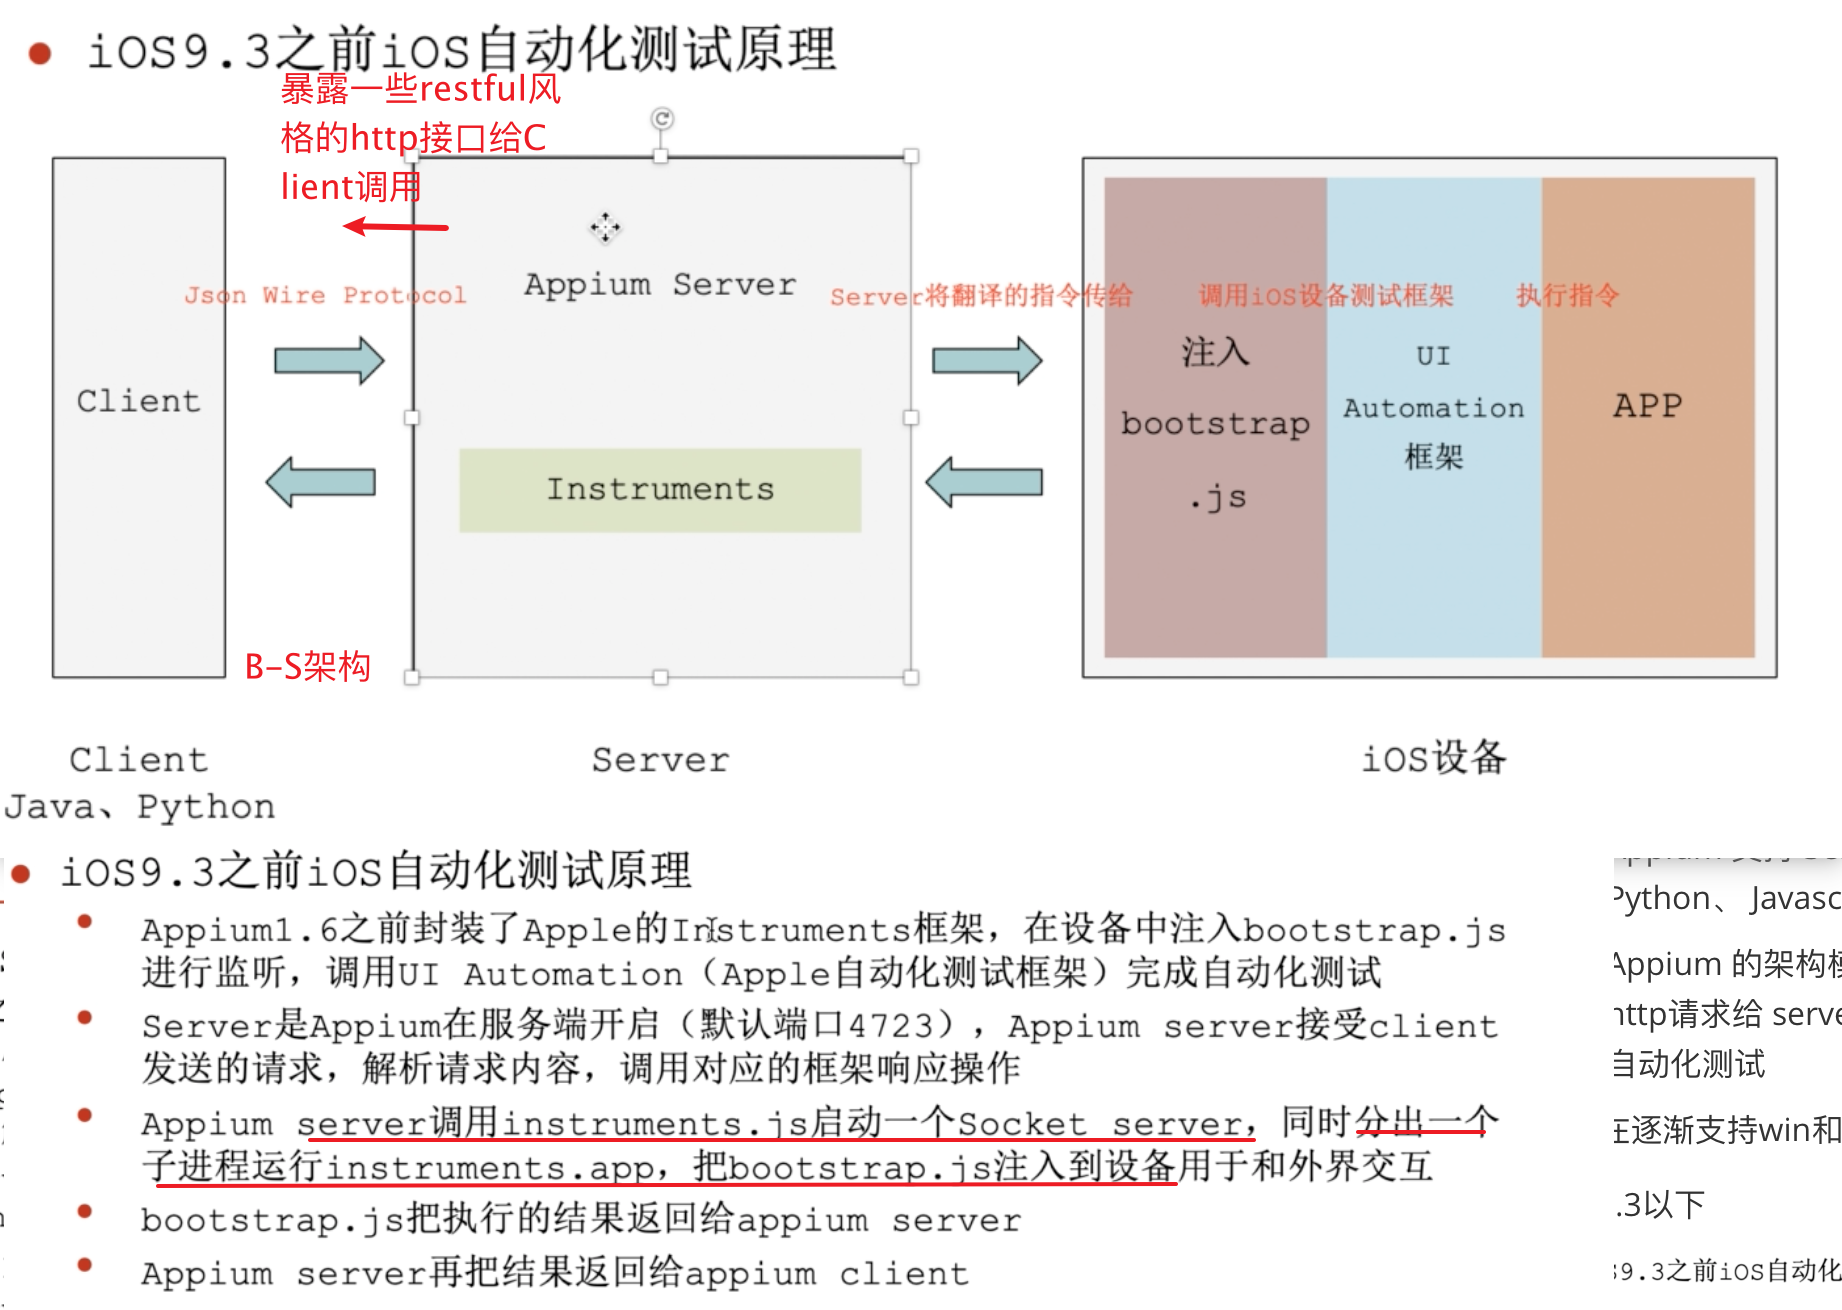 iOS9.3之前iOS自动化测试原理
暴露一些restful风
格的http接口给C
lient调用
Json Wire Protocol
Appium Server
Server将翻译的指令传给
调用iOS设备测试框架
执行指令
Client
Instruments
注入
bootstrap
.js
UI
Automation
框架
APP
B-S架构
Client
Server
iOS设备
Java、Python
iOS9.3之前iOS自动化测试原理
Appium1.6之前封装了Apple的Instruments框架，在设备中注入bootstrap.js
进行监听，调用UI Automation（Apple自动化测试框架）完成自动化测试
Server是Appium在服务端开启（默认端口4723），Appium server接受client
发送的请求，解析请求内容，调用对应的框架响应操作
Appium server调用instruments.js启动一个Socket server，同时分出一个
子进程运行instruments.app，把bootstrap.js注入到设备用于和外界交互
bootstrap.js把执行的结果返回给appium server
Appium server再把结果返回给appium client
Python、 Javasc
Appium 的架构模
http请求给 serve
自动化测试
在逐渐支持win和
.3以下
9.3之前iOS自动化